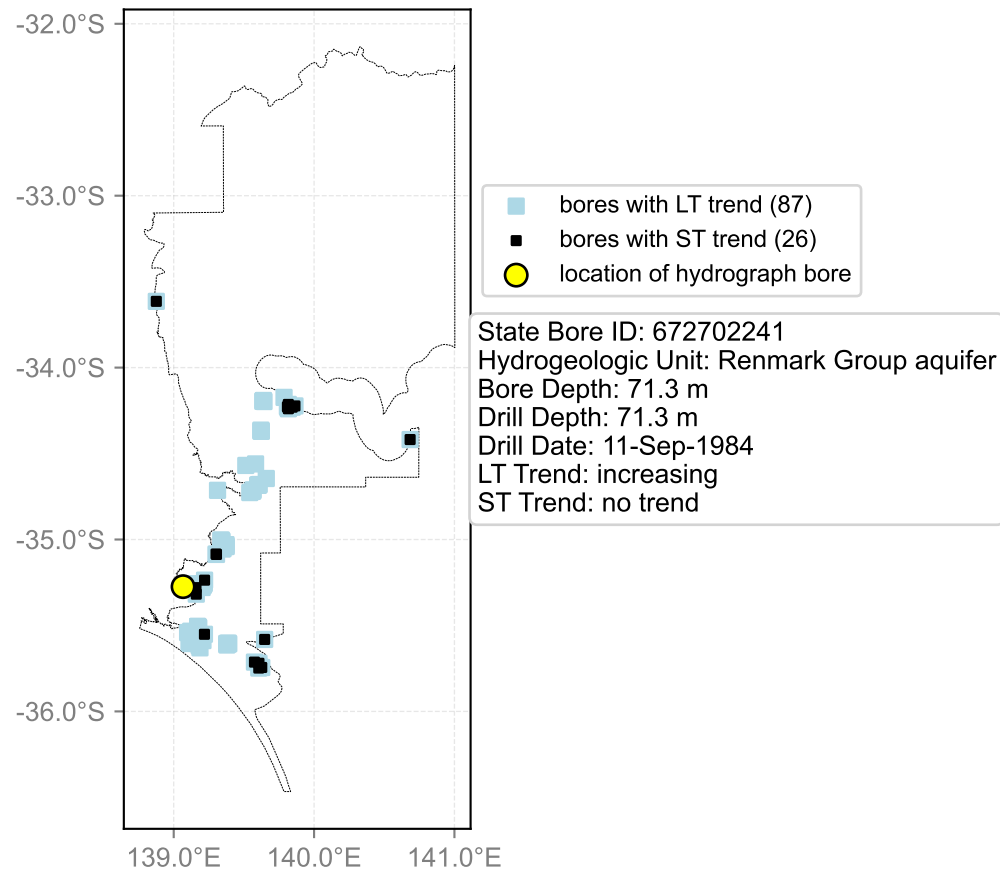 -32.0°S
-33.0°S
-34.0°S
-35.0°S
-36.0°S
139.0°E
140.0°E
141.0°E
bores with LT trend (87)
bores with ST trend (26)
location of hydrograph bore
State Bore ID: 672702241
Hydrogeologic Unit: Renmark Group aquifer
Bore Depth: 71.3 m
Drill Depth: 71.3 m
Drill Date: 11-Sep-1984
LT Trend: increasing
ST Trend: no trend